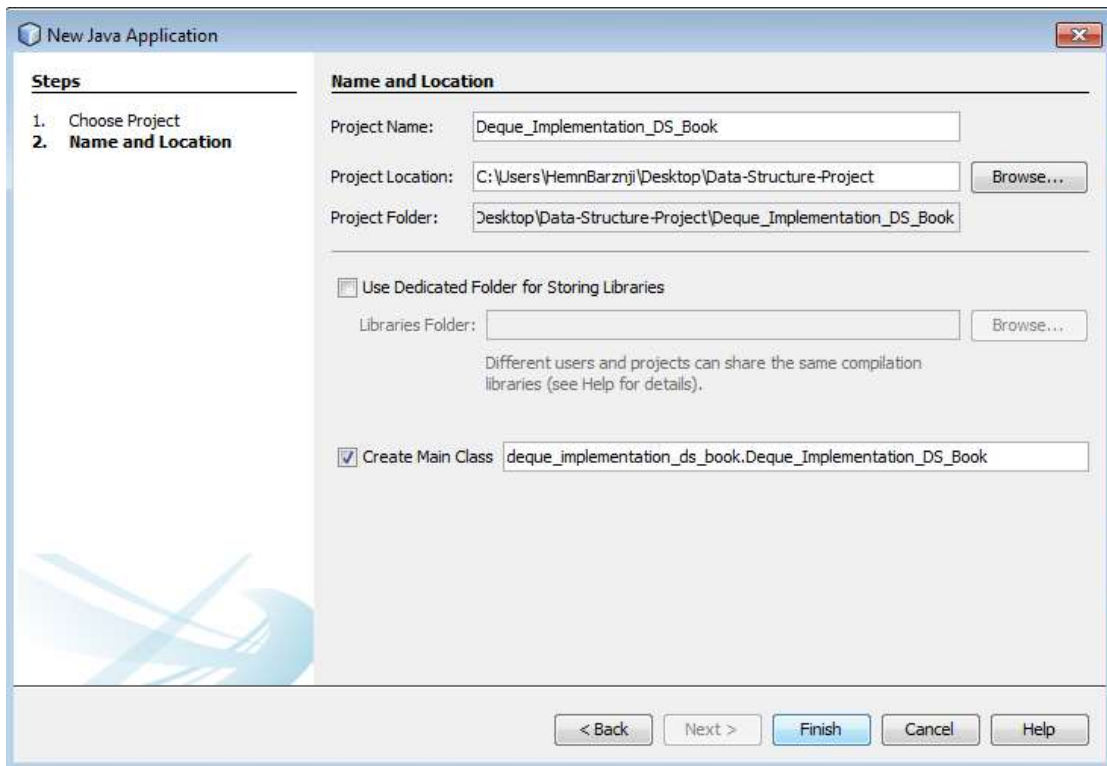 New Java Application
Steps
1. Choose Project
2. Name and Location
Name and Location
Project Name: Deque_Implementation_DS_Book
Project Location: C:\Users\HemnBarznji\Desktop\Data-Structure-Project Browse...
Project Folder: Desktop\Data-Structure-Project\Deque_Implementation_DS_Book
Use Dedicated Folder for Storing Libraries
Libraries Folder: Browse...
Different users and projects can share the same compilation
libraries (see Help for details).
Create Main Class deque_implementation_ds_book.Deque_Implementation_DS_Book
< Back Next > Finish Cancel Help